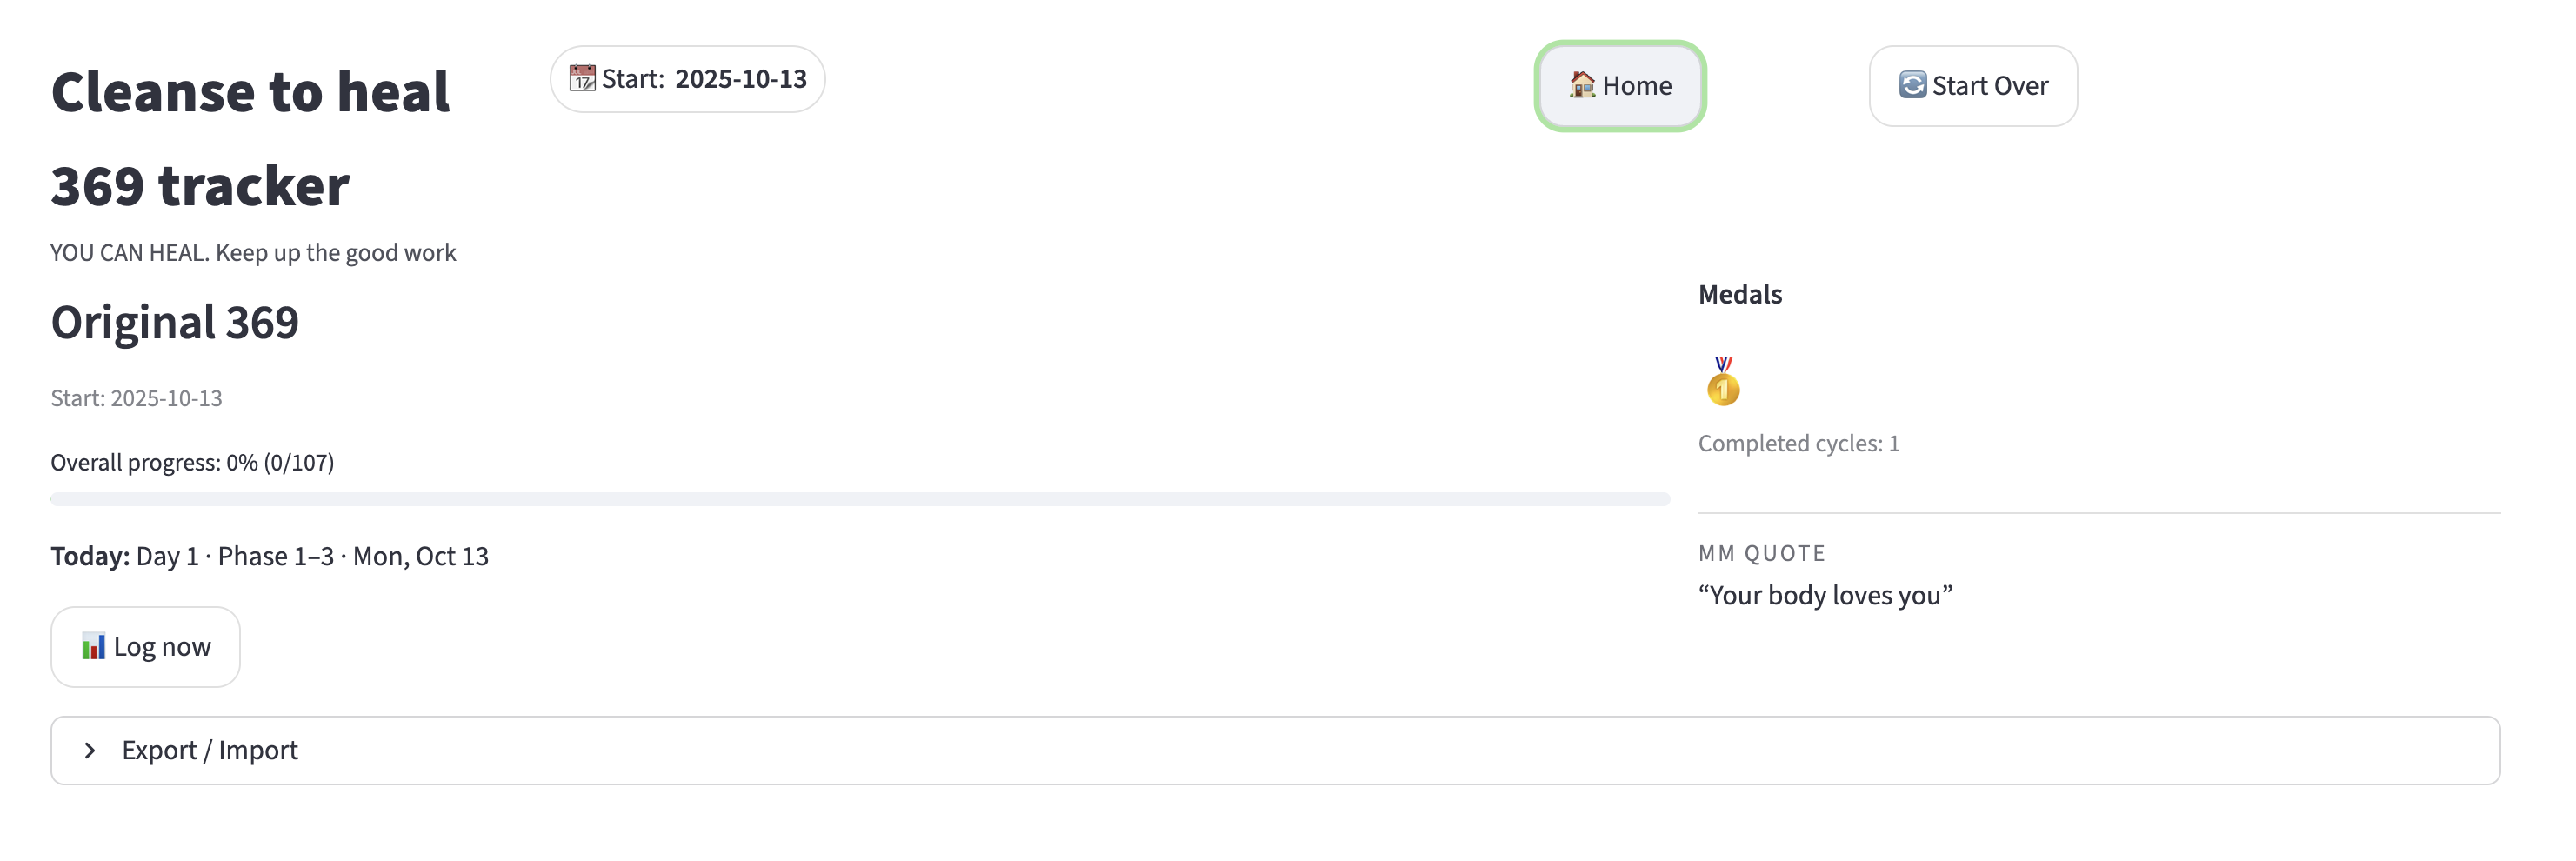 Cleanse to heal
369 tracker
YOU CAN HEAL. Keep up the good work
📆 Start: 2025-10-13
🏠 Home
🔄 Start Over
Original 369
Start: 2025-10-13
Overall progress: 0% (0/107)
Today: Day 1 · Phase 1–3 · Mon, Oct 13
📊 Log now
Medals
🥇
Completed cycles: 1
MM QUOTE
“Your body loves you”
Export / Import